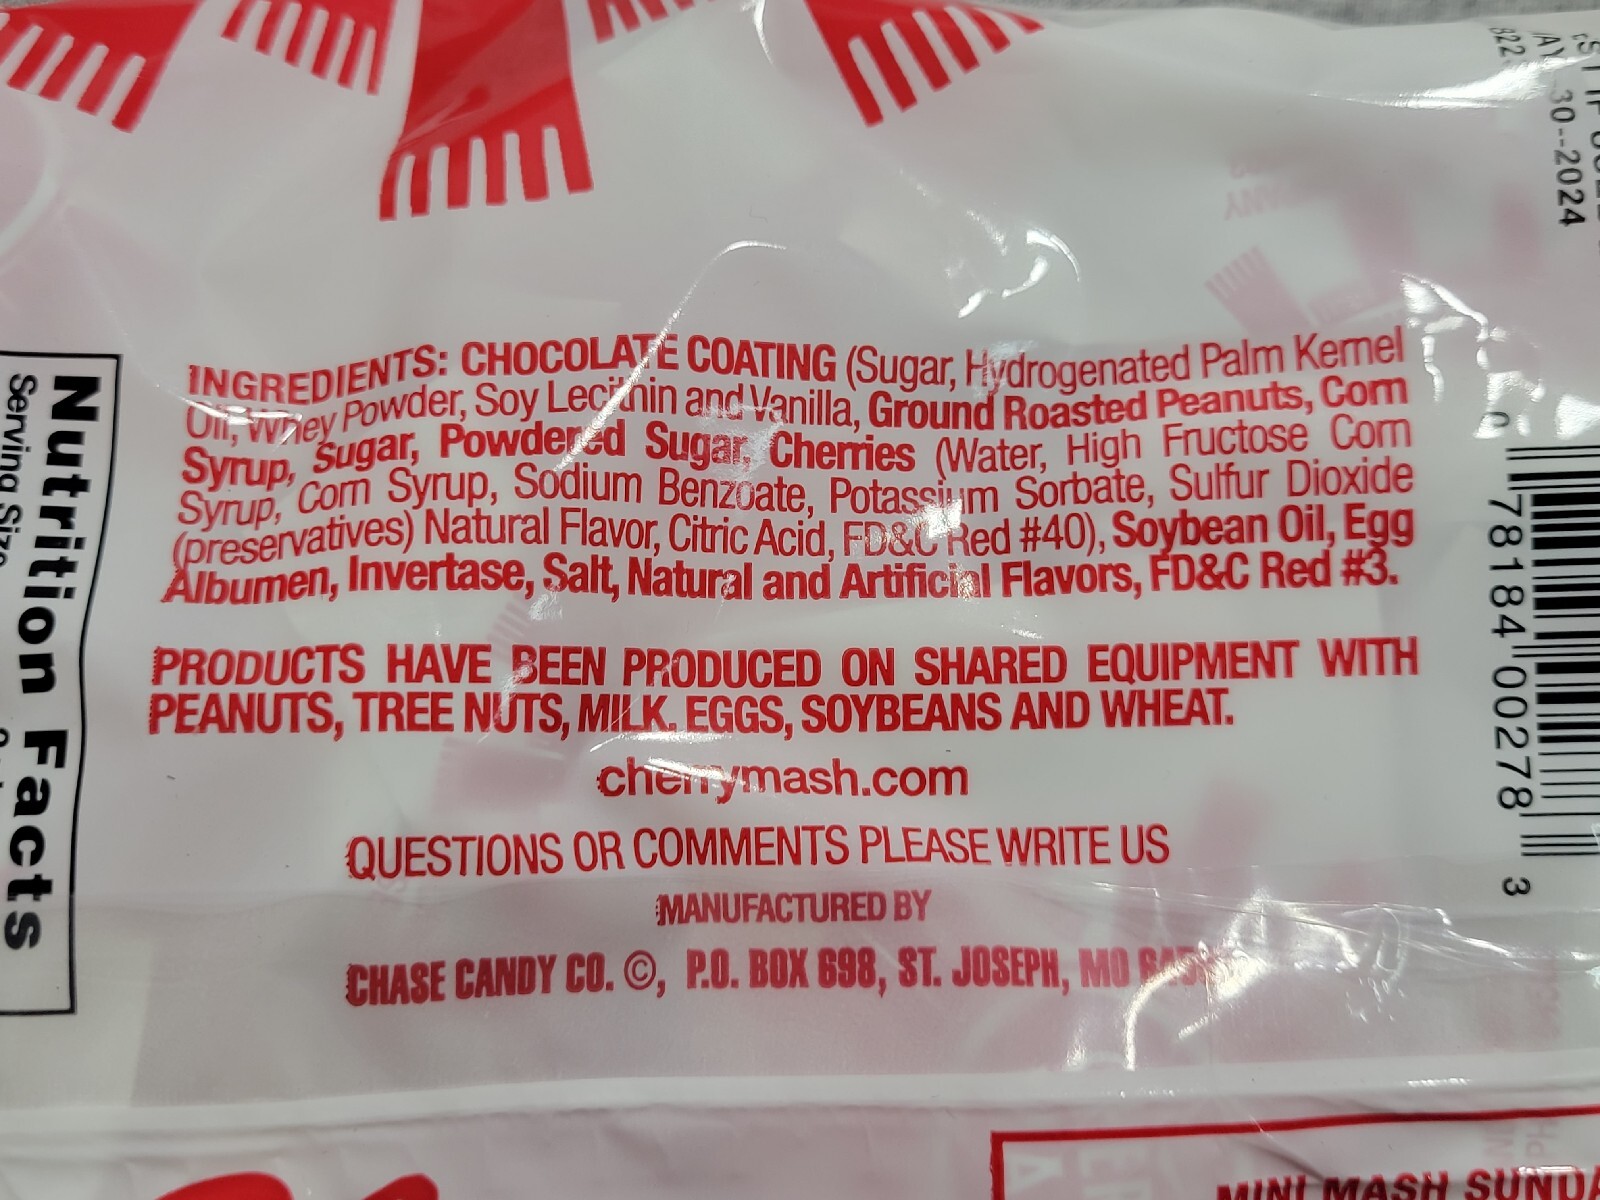 INGREDIENTS: CHOCOLATE COATING (Sugar, Hydrogenated Palm Kernel
Oil, Whey Powder, Soy Lecithin and Vanilla, Ground Roasted Peanuts, Corn
Syrup, Sugar, Powdered Sugar, Cherries (Water, High Fructose Corn
Syrup, Corn Syrup, Sodium Benzoate, Potassium Sorbate, Sulfur Dioxide
(preservatives) Natural Flavor, Citric Acid, FD&C Red #40), Soybean Oil, Egg
Albumen, Invertase, Salt, Natural and Artificial Flavors, FD&C Red #3.
PRODUCTS HAVE BEEN PRODUCED ON SHARED EQUIPMENT WITH
PEANUTS, TREE NUTS, MILK, EGGS, SOYBEANS AND WHEAT.
cherrymash.com
QUESTIONS OR COMMENTS PLEASE WRITE US
MANUFACTURED BY
CHASE CANDY CO. ©, P.O. BOX 698, ST. JOSEPH, MO
Nutrition Facts
Serving Size
30--2024
0 78184 00278 3
MINI MASH